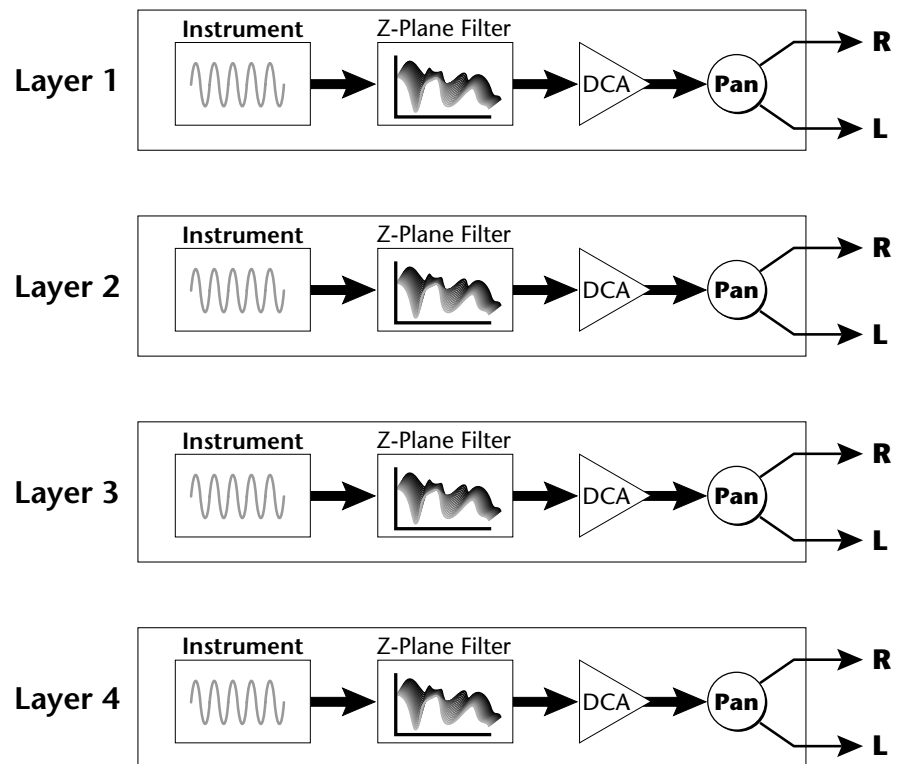 Instrument Z-Plane Filter
R
Layer 1 DCA Pan
L
Instrument Z-Plane Filter
R
Layer 2 DCA Pan
L
Instrument Z-Plane Filter
R
Layer 3 DCA Pan
L
Instrument Z-Plane Filter
R
Layer 4 DCA Pan
L